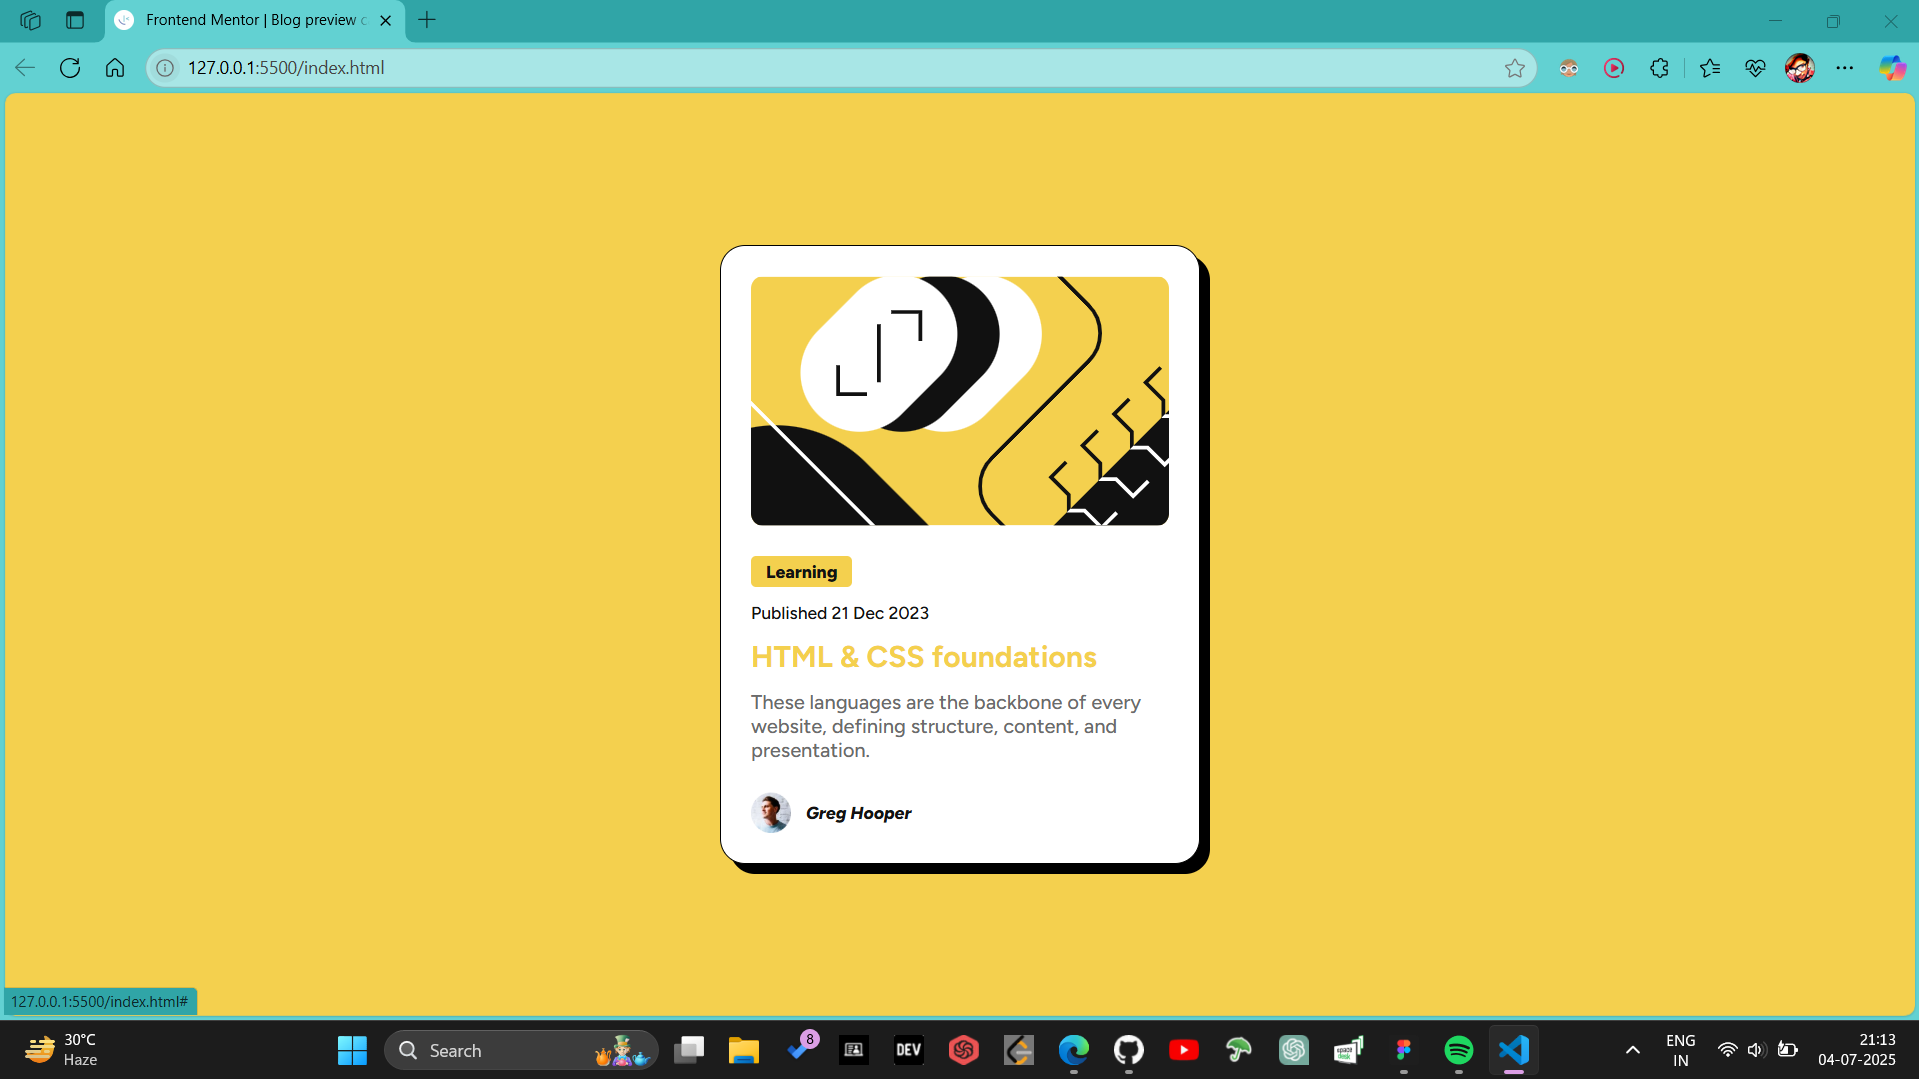 Frontend Mentor | Blog preview c
127.0.0.1:5500/index.html
Learning
Published 21 Dec 2023
HTML & CSS foundations
These languages are the backbone of every
website, defining structure, content, and
presentation.
Greg Hooper
127.0.0.1:5500/index.html#
30°C
Haze
Search
8
DEV
space
desk
ENG
IN
21:13
04-07-2025